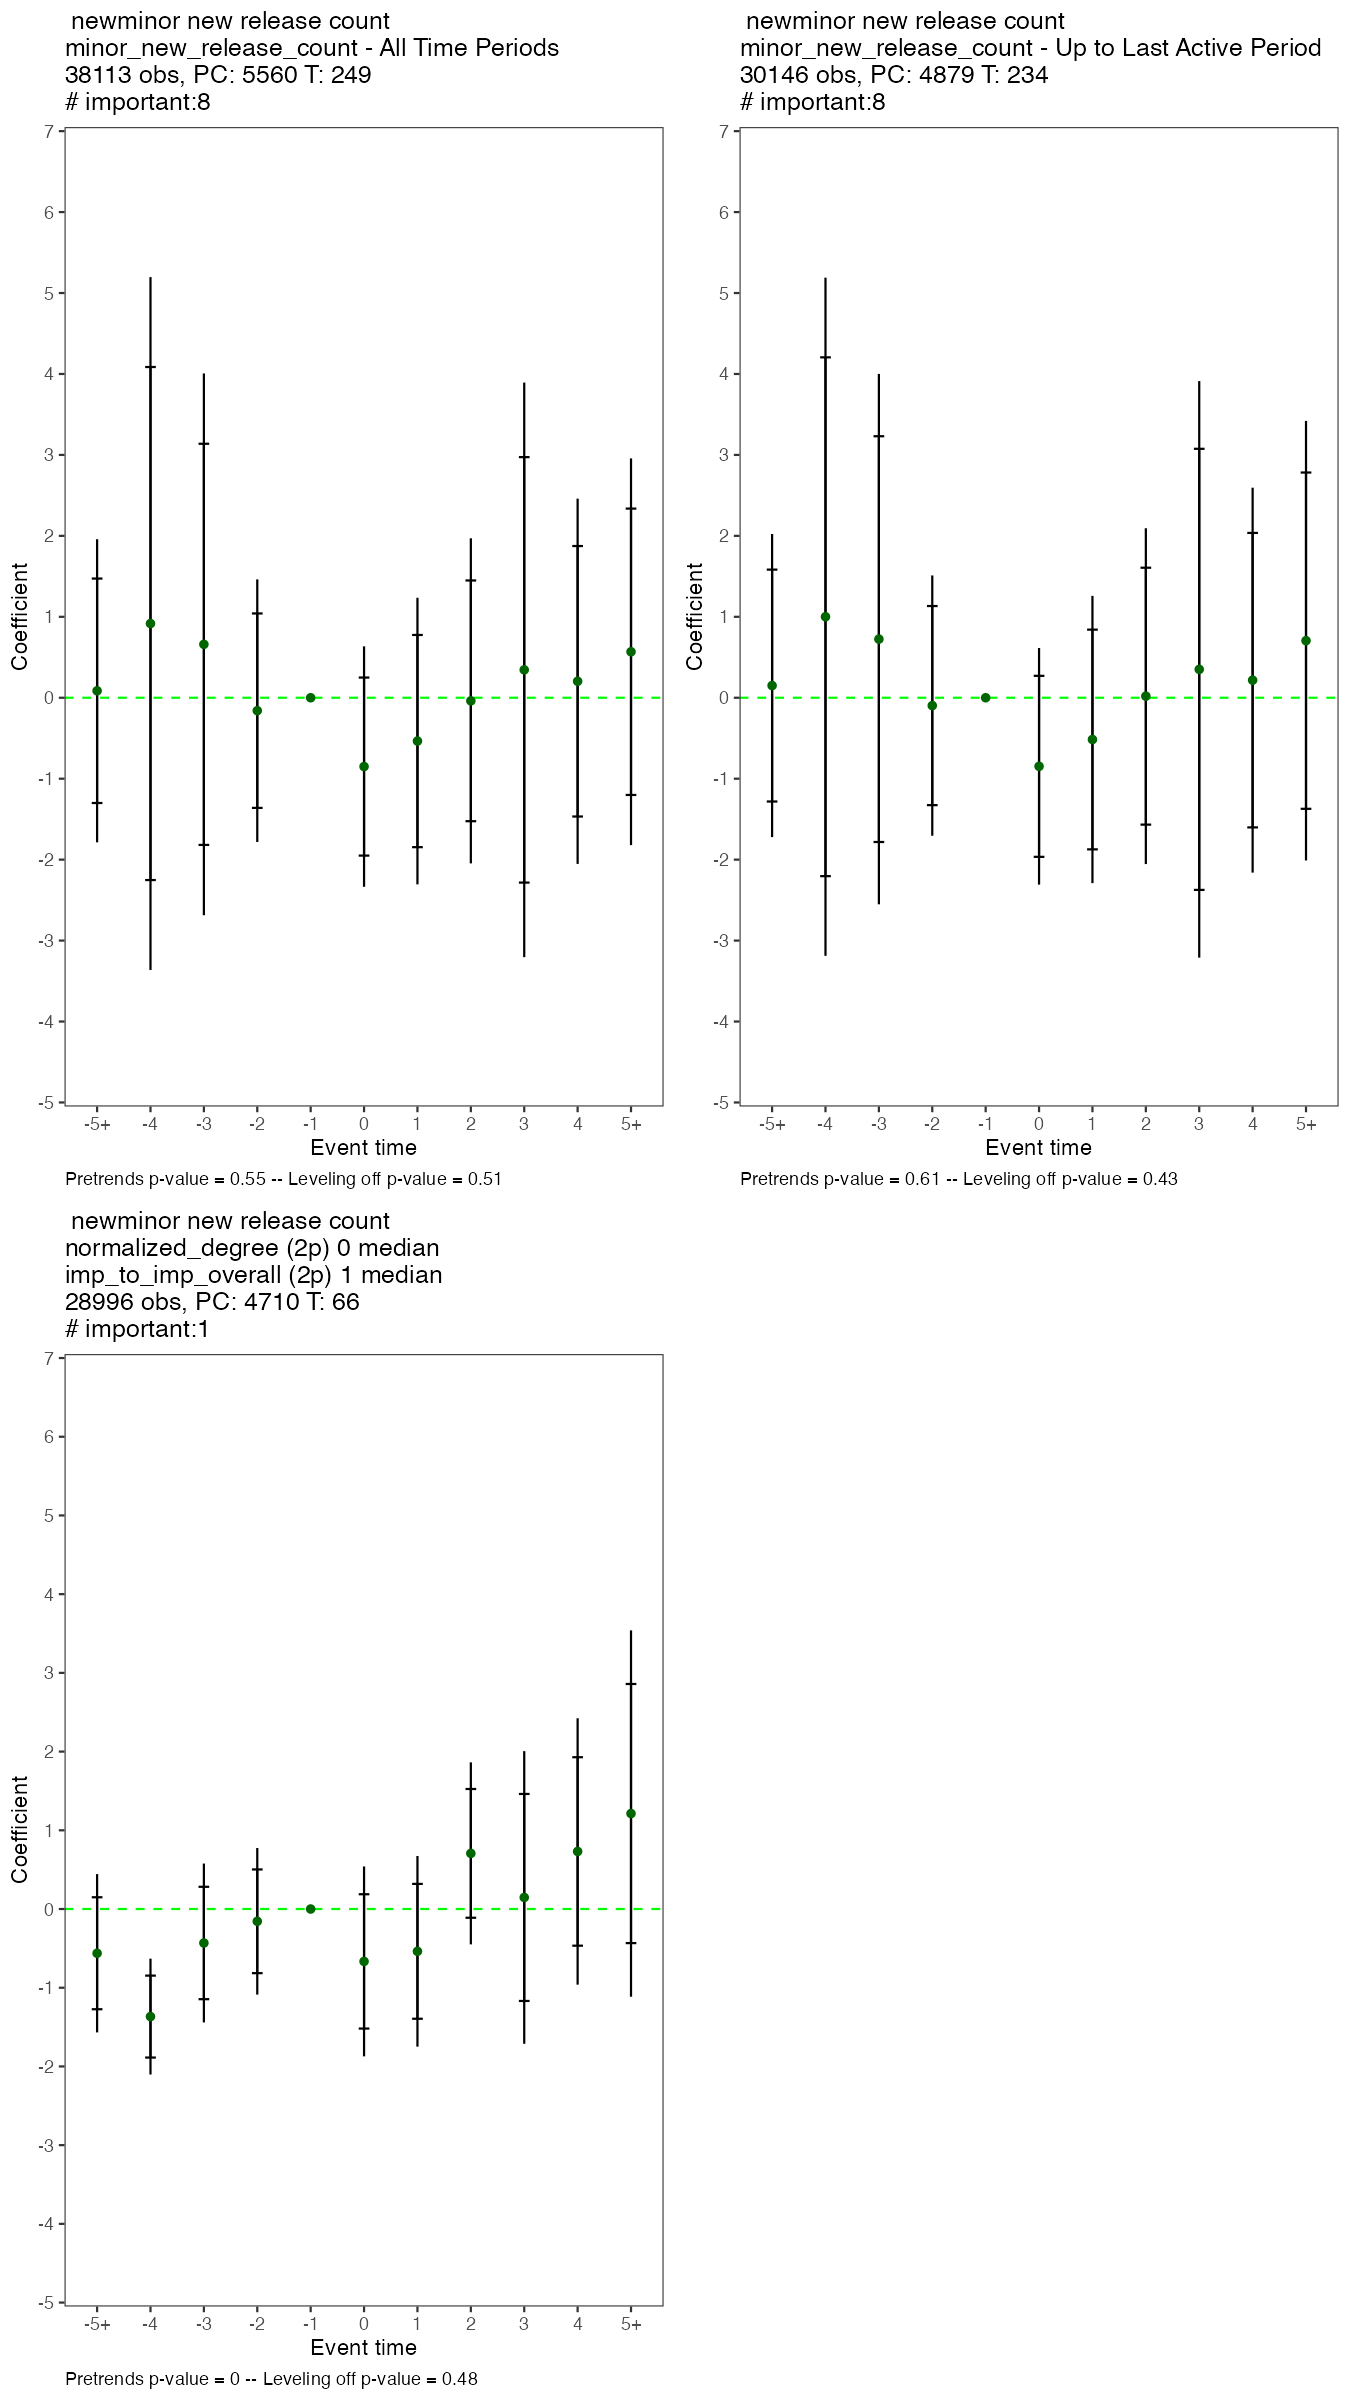 newminor new release count
minor_new_release_count - All Time Periods
38113 obs, PC: 5560 T: 249
# important:8
7
6
5
4
3
2
1
0
-1
-2
-3
-4
-5
Coefficient
-5+ -4 -3 -2 -1 0 1 2 3 4 5+
Event time
Pretrends p-value = 0.55 -- Leveling off p-value = 0.51
newminor new release count
minor_new_release_count - Up to Last Active Period
30146 obs, PC: 4879 T: 234
# important:8
7
6
5
4
3
2
1
0
-1
-2
-3
-4
-5
Coefficient
-5+ -4 -3 -2 -1 0 1 2 3 4 5+
Event time
Pretrends p-value = 0.61 -- Leveling off p-value = 0.43
newminor new release count
normalized_degree (2p) 0 median
imp_to_imp_overall (2p) 1 median
28996 obs, PC: 4710 T: 66
# important:1
7
6
5
4
3
2
1
0
-1
-2
-3
-4
-5
Coefficient
-5+ -4 -3 -2 -1 0 1 2 3 4 5+
Event time
Pretrends p-value = 0 -- Leveling off p-value = 0.48